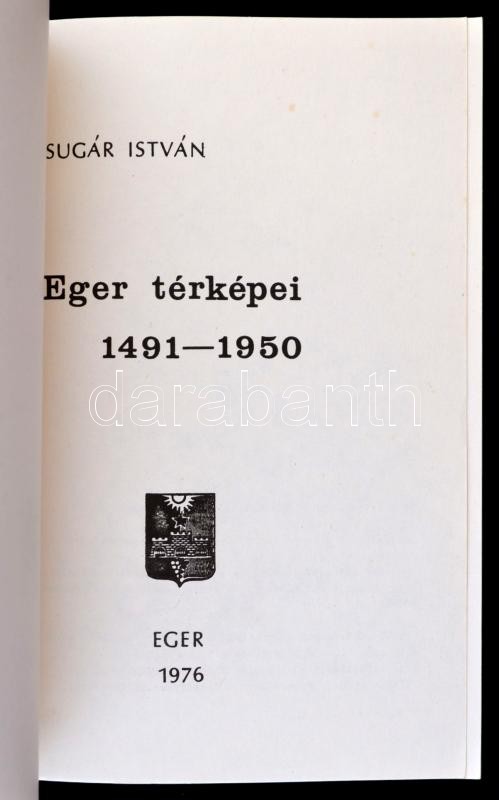 SUGÁR ISTVÁN
Eger térképei
1491—1950
darabanth
EGER
1976